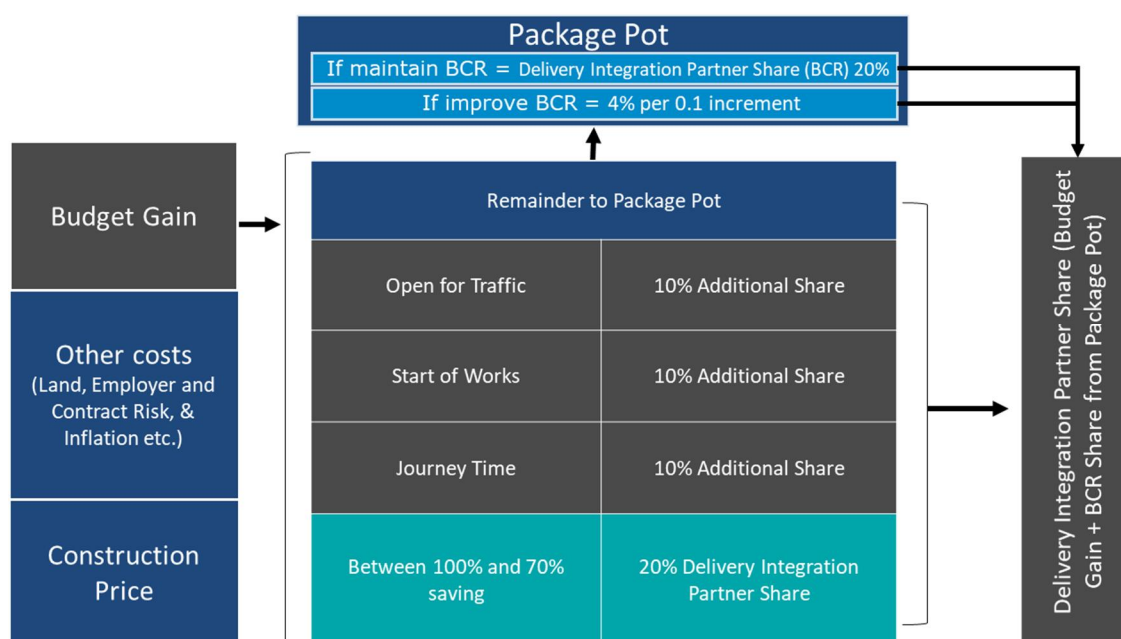 Package Pot
If maintain BCR = Delivery Integration Partner Share (BCR) 20%
If improve BCR = 4% per 0.1 increment
Budget Gain
Other costs
(Land, Employer and
Contract Risk, &
Inflation etc.)
Construction
Price
Remainder to Package Pot
Open for Traffic
10% Additional Share
Start of Works
10% Additional Share
Journey Time
10% Additional Share
Between 100% and 70%
saving
20% Delivery Integration
Partner Share
Delivery Integration Partner Share (Budget
Gain + BCR Share from Package Pot)